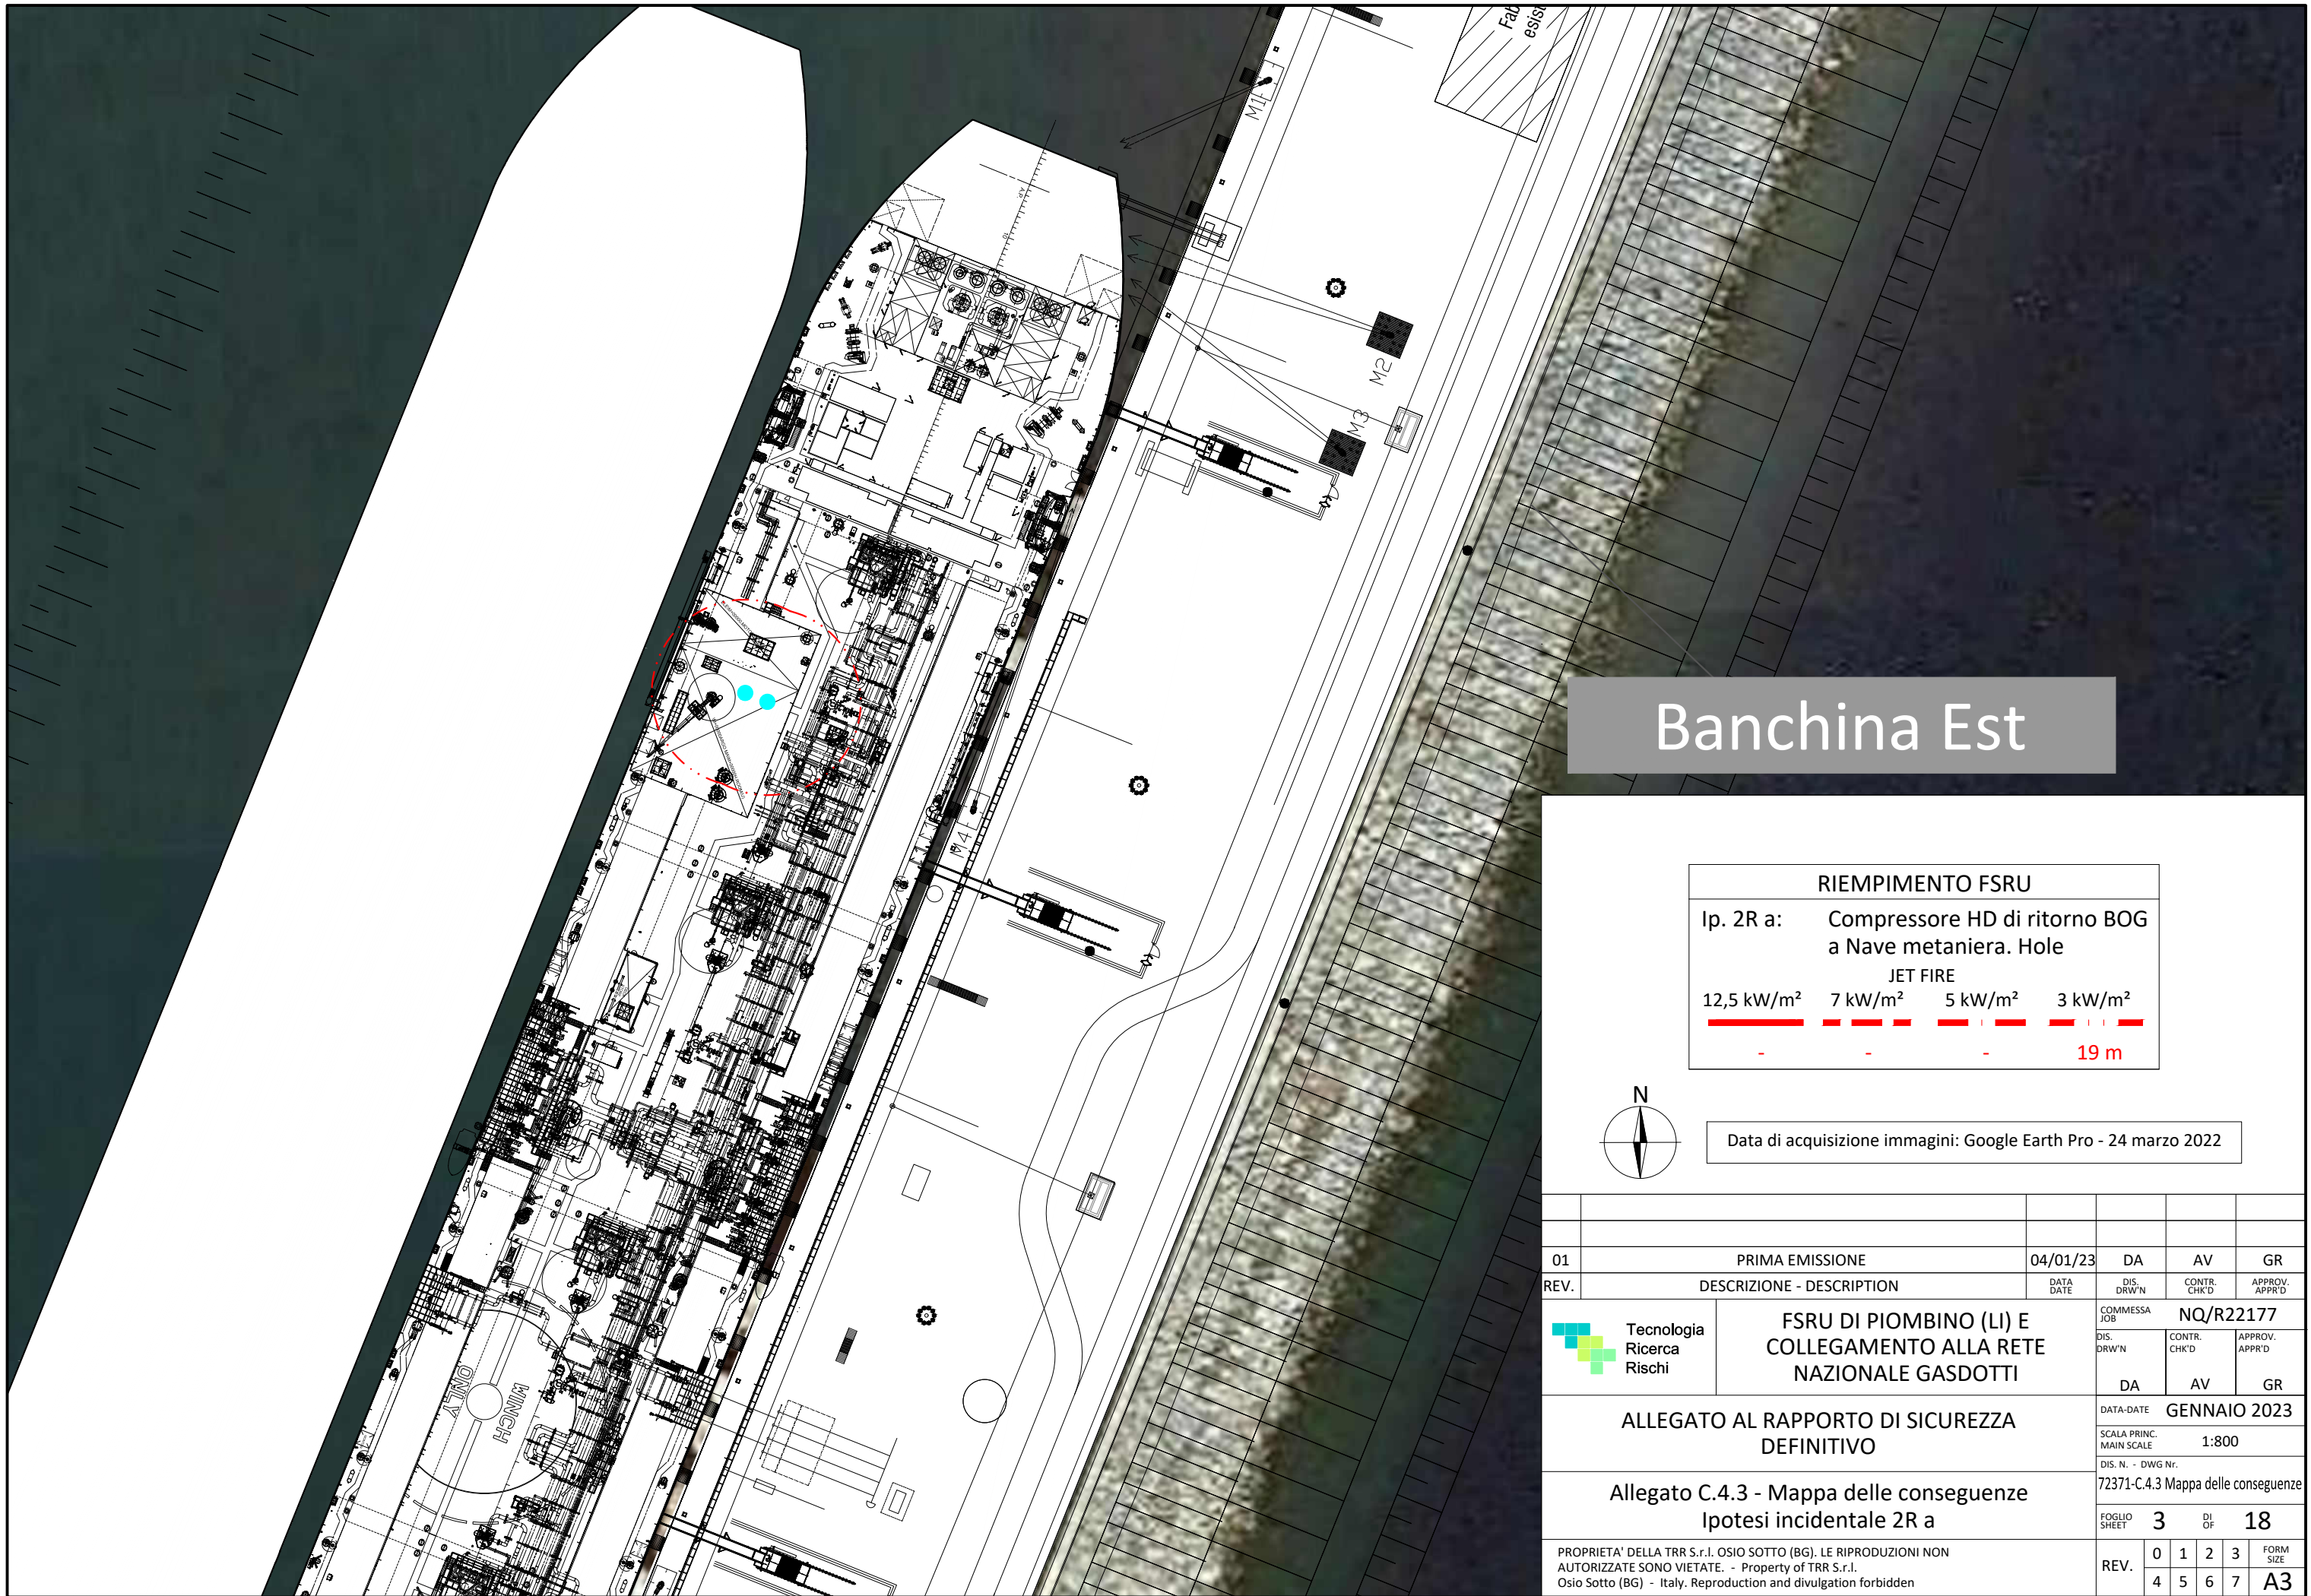 Fab
esist
M1
M2
M3
M4
WINCH
ONLY
Banchina Est
RIEMPIMENTO FSRU
Ip. 2R a: Compressore HD di ritorno BOG
a Nave metaniera. Hole
JET FIRE
12,5 kW/m² 7 kW/m² 5 kW/m² 3 kW/m²
- - - 19 m
N
Data di acquisizione immagini: Google Earth Pro - 24 marzo 2022
01 PRIMA EMISSIONE 04/01/23 DA AV GR
REV. DESCRIZIONE - DESCRIPTION DATA DATE DIS. DRW'N CONTR. CHK'D APPROV. APPR'D
Tecnologia
Ricerca
Rischi
FSRU DI PIOMBINO (LI) E
COLLEGAMENTO ALLA RETE
NAZIONALE GASDOTTI
COMMESSA JOB NQ/R22177
DIS. DRW'N CONTR. CHK'D APPROV. APPR'D
DA AV GR
ALLEGATO AL RAPPORTO DI SICUREZZA
DEFINITIVO
DATA-DATE GENNAIO 2023
SCALA PRINC. MAIN SCALE 1:800
DIS. N. - DWG Nr.
72371-C.4.3 Mappa delle conseguenze
Allegato C.4.3 - Mappa delle conseguenze
Ipotesi incidentale 2R a
FOGLIO SHEET 3 DI OF 18
PROPRIETA' DELLA TRR S.r.l. OSIO SOTTO (BG). LE RIPRODUZIONI NON
AUTORIZZATE SONO VIETATE. - Property of TRR S.r.l.
Osio Sotto (BG) - Italy. Reproduction and divulgation forbidden
REV. 0 1 2 3 FORM SIZE
4 5 6 7 A3